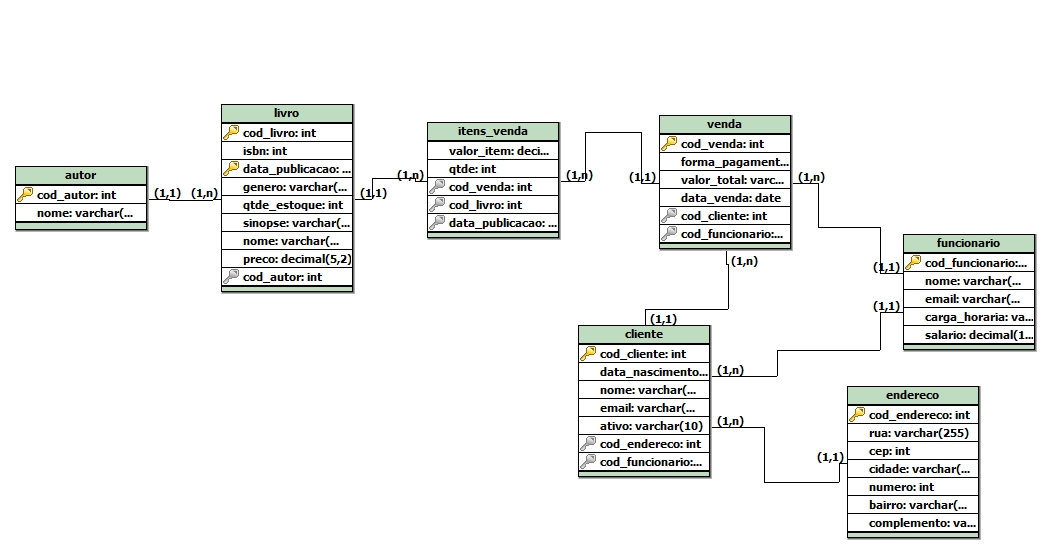 autor
cod_autor: int
nome: varchar(...
(1,1)
(1,n)
livro
cod_livro: int
isbn: int
data_publicacao: ...
genero: varchar(...
qtde_estoque: int
sinopse: varchar(...
nome: varchar(...
preco: decimal(5,2)
cod_autor: int
(1,1)
(1,n)
itens_venda
valor_item: deci...
qtde: int
cod_venda: int
cod_livro: int
data_publicacao: ...
(1,n)
(1,1)
venda
cod_venda: int
forma_pagament...
valor_total: varc...
data_venda: date
cod_cliente: int
cod_funcionario:...
(1,n)
(1,1)
(1,n)
(1,1)
funcionario
cod_funcionario:...
nome: varchar(...
email: varchar(...
carga_horaria: va...
salario: decimal(1...
(1,1)
cliente
cod_cliente: int
data_nascimento...
nome: varchar(...
email: varchar(...
ativo: varchar(10)
cod_endereco: int
cod_funcionario:...
(1,n)
(1,n)
(1,1)
endereco
cod_endereco: int
rua: varchar(255)
cep: int
cidade: varchar(...
numero: int
bairro: varchar(...
complemento: va...